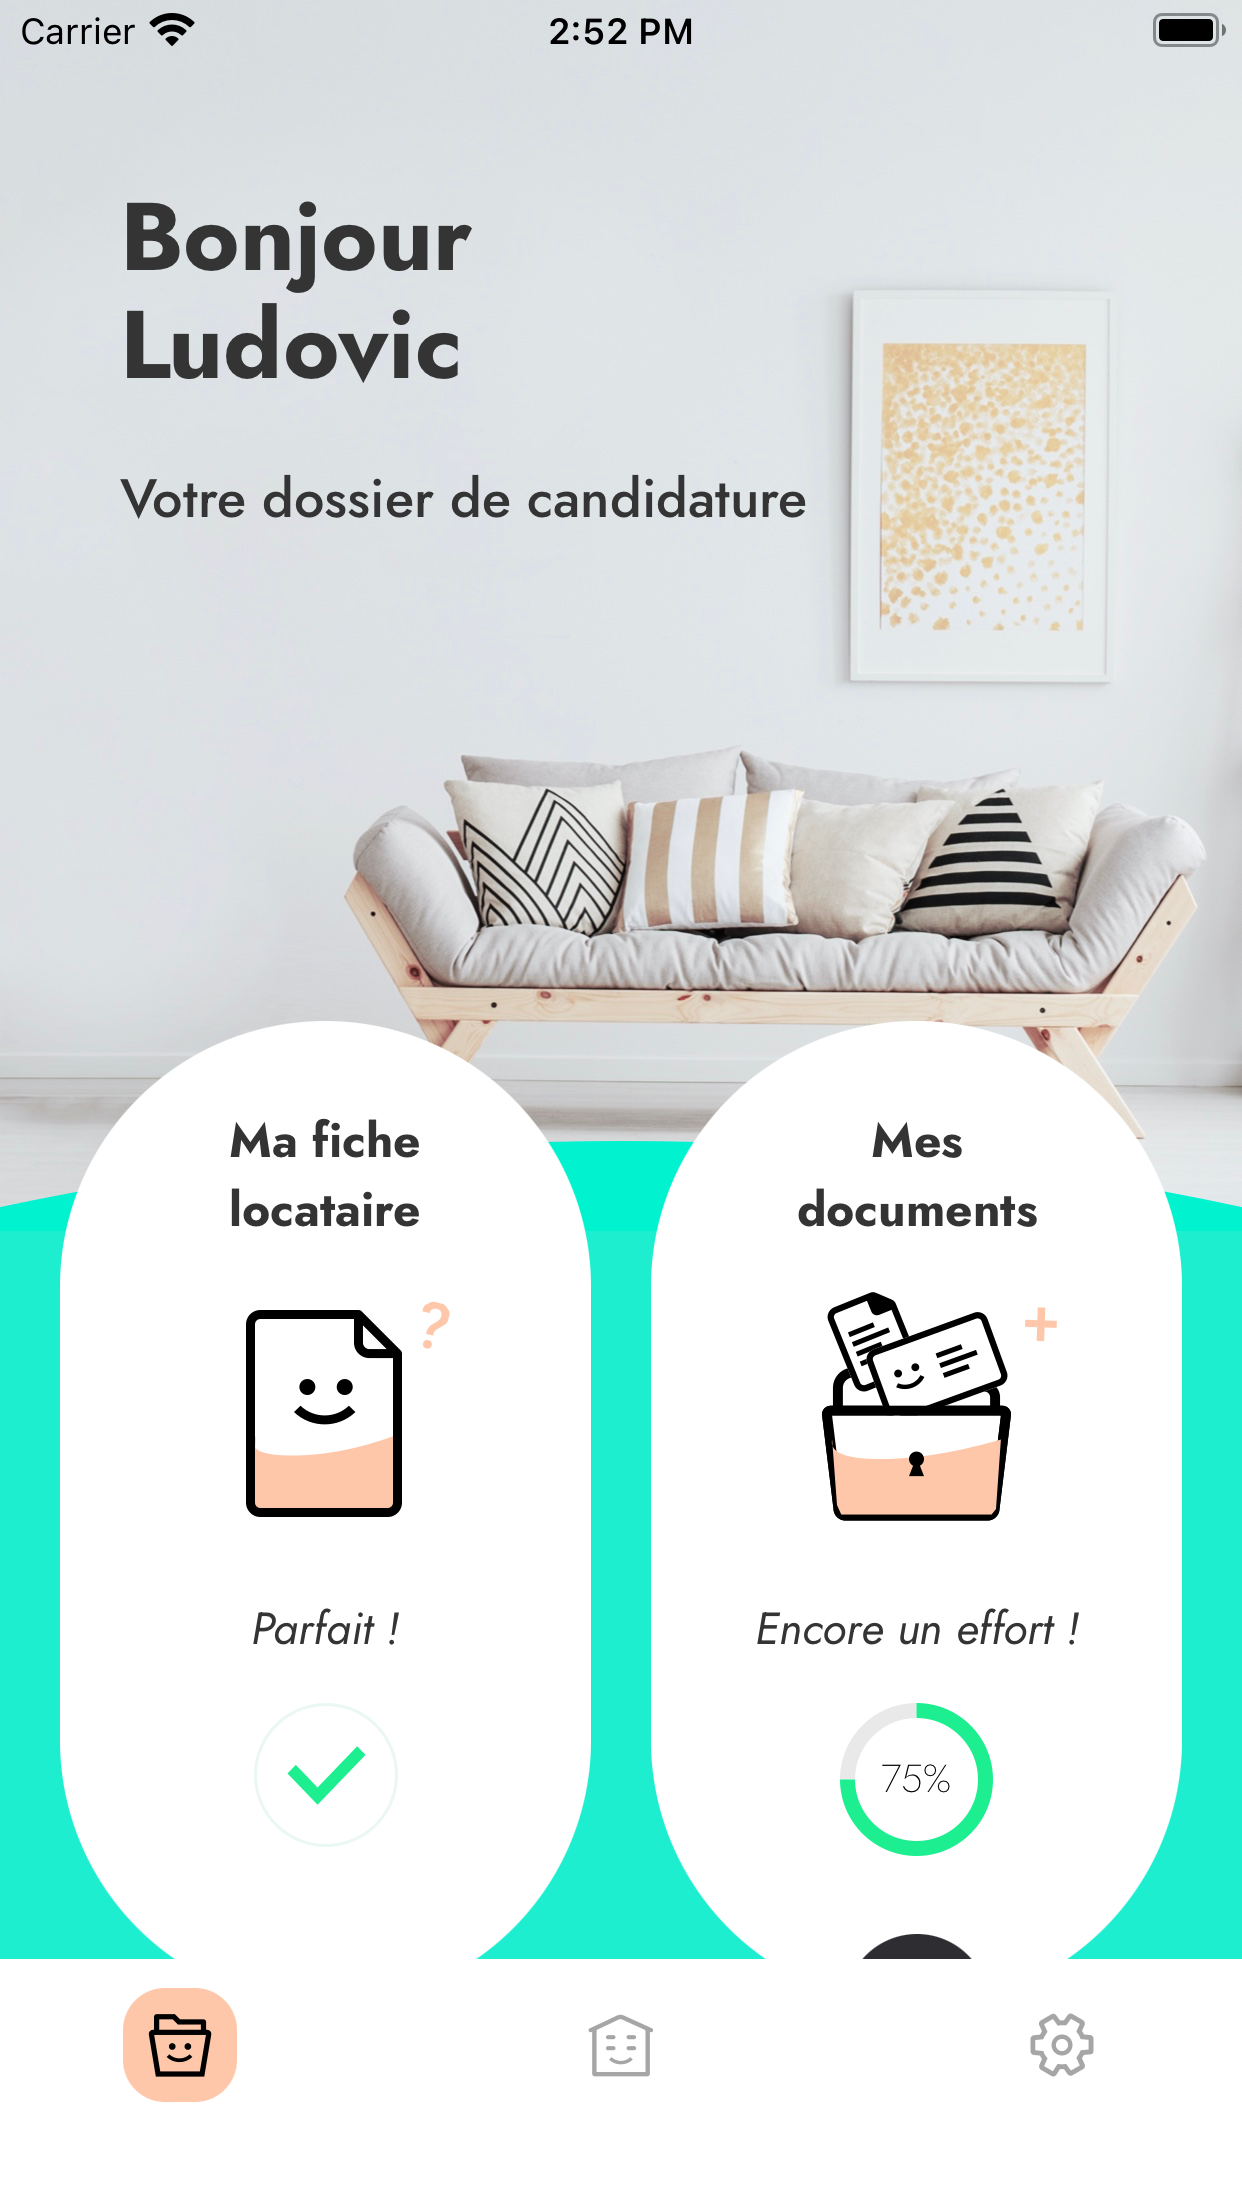 Carrier 2:52 PM
Bonjour
Ludovic
Votre dossier de candidature
Ma fiche
locataire
Mes
documents
?
+
Parfait !
Encore un effort !
75%